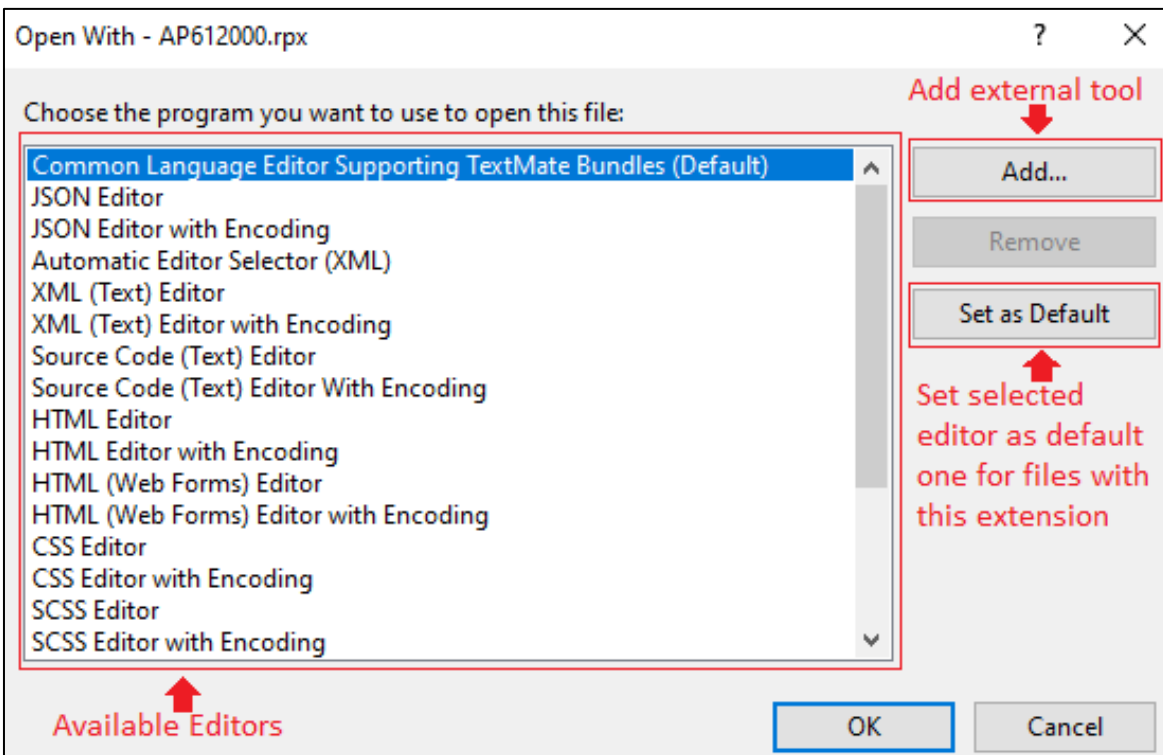 Open With - AP612000.rpx
?
Add external tool
Choose the program you want to use to open this file:
Common Language Editor Supporting TextMate Bundles (Default)
JSON Editor
JSON Editor with Encoding
Automatic Editor Selector (XML)
XML (Text) Editor
XML (Text) Editor with Encoding
Source Code (Text) Editor
Source Code (Text) Editor With Encoding
HTML Editor
HTML Editor with Encoding
HTML (Web Forms) Editor
HTML (Web Forms) Editor with Encoding
CSS Editor
CSS Editor with Encoding
SCSS Editor
SCSS Editor with Encoding
Add...
Remove
Set as Default
Set selected
editor as default
one for files with
this extension
Available Editors
OK
Cancel